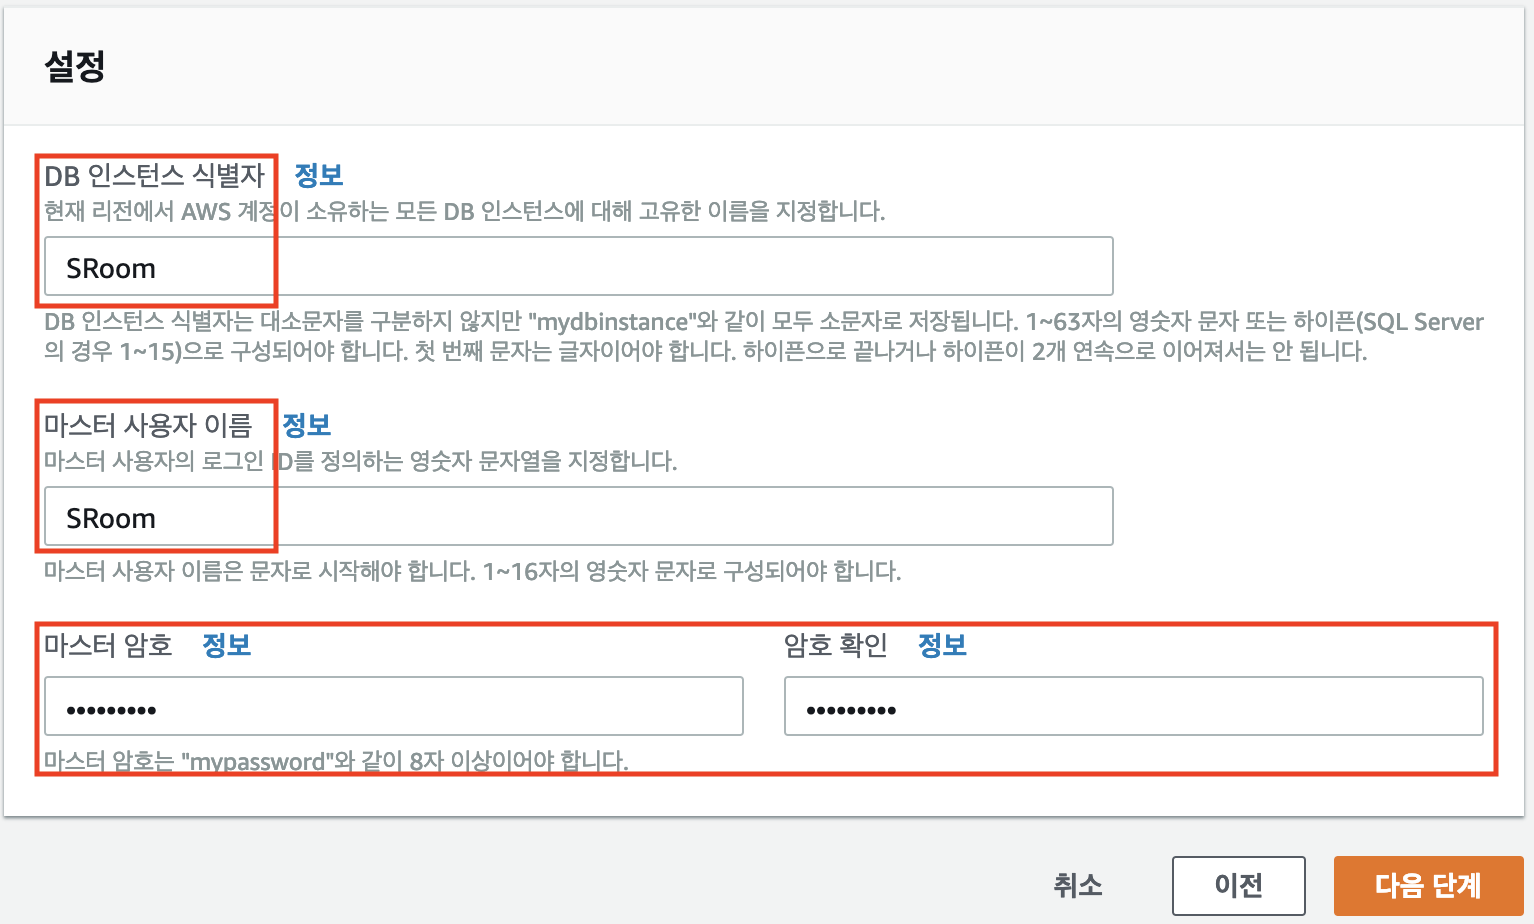 설정
DB 인스턴스 식별자 정보
현재 리전에서 AWS 계정이 소유하는 모든 DB 인스턴스에 대해 고유한 이름을 지정합니다.
SRoom
DB 인스턴스 식별자는 대소문자를 구분하지 않지만 "mydbinstance"와 같이 모두 소문자로 저장됩니다. 1~63자의 영숫자 문자 또는 하이픈(SQL Server
의 경우 1~15)으로 구성되어야 합니다. 첫 번째 문자는 글자이어야 합니다. 하이픈으로 끝나거나 하이픈이 2개 연속으로 이어져서는 안 됩니다.
마스터 사용자 이름 정보
마스터 사용자의 로그인 ID를 정의하는 영숫자 문자열을 지정합니다.
SRoom
마스터 사용자 이름은 문자로 시작해야 합니다. 1~16자의 영숫자 문자로 구성되어야 합니다.
마스터 암호 정보 암호 확인 정보
••••••••• •••••••••
마스터 암호는 "mypassword"와 같이 8자 이상이어야 합니다.
취소 이전 다음 단계